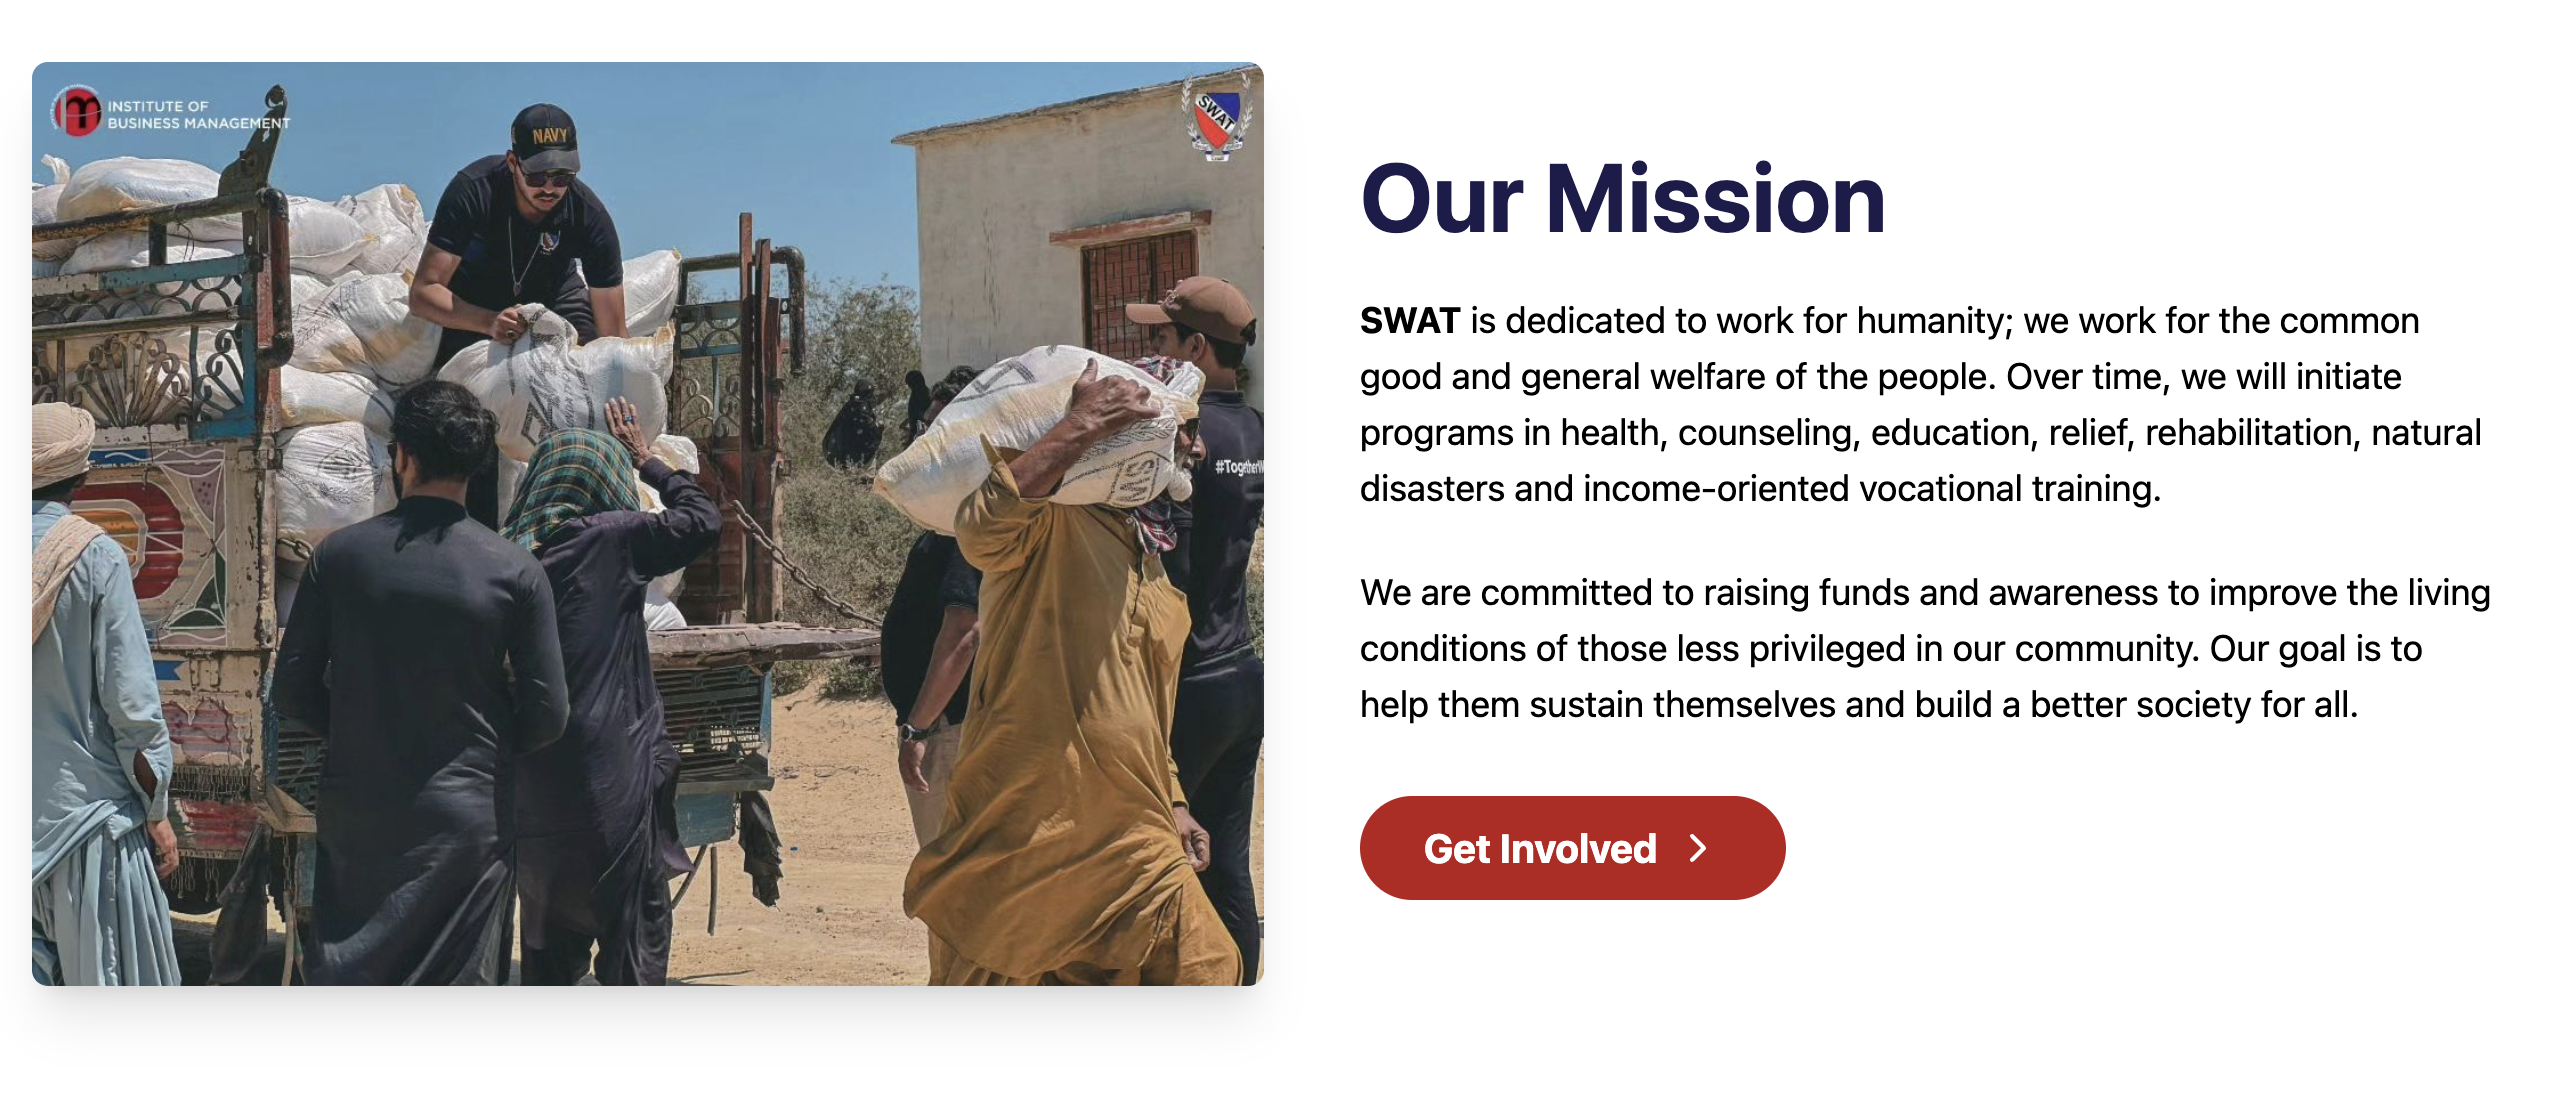 INSTITUTE OF
BUSINESS MANAGEMENT
SWAT
NAVY
Our Mission
SWAT is dedicated to work for humanity; we work for the common
good and general welfare of the people. Over time, we will initiate
programs in health, counseling, education, relief, rehabilitation, natural
disasters and income-oriented vocational training.
We are committed to raising funds and awareness to improve the living
conditions of those less privileged in our community. Our goal is to
help them sustain themselves and build a better society for all.
Get Involved